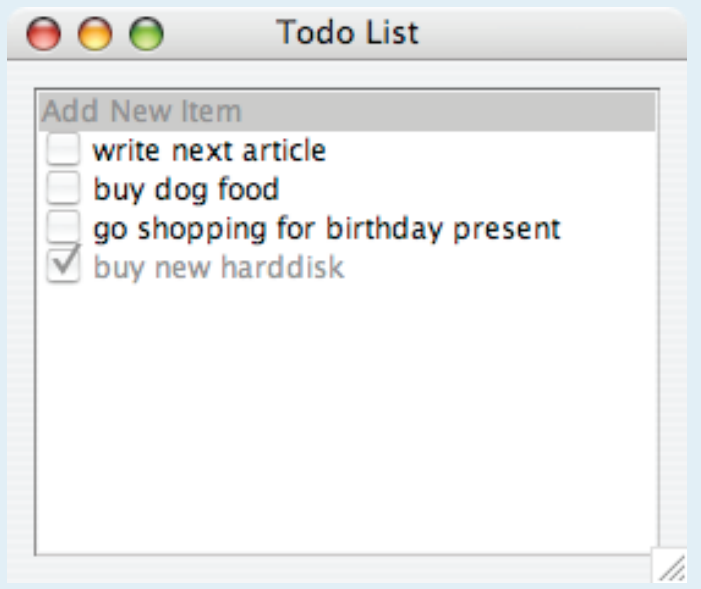 Todo List
Add New Item
write next article
buy dog food
go shopping for birthday present
buy new harddisk